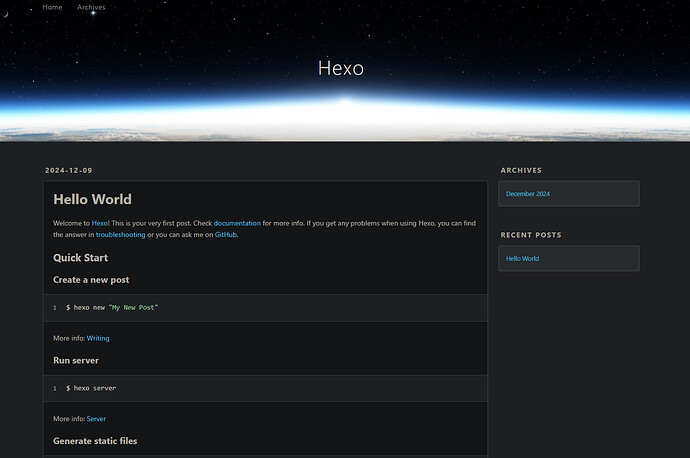 Home Archives
Hexo
2024-12-09
Hello World
Welcome to Hexo! This is your very first post. Check documentation for more info. If you get any problems when using Hexo, you can find
the answer in troubleshooting or you can ask me on GitHub.
Quick Start
Create a new post
1 $ hexo new "My New Post"
More info: Writing
Run server
1 $ hexo server
More info: Server
Generate static files
ARCHIVES
December 2024
RECENT POSTS
Hello World